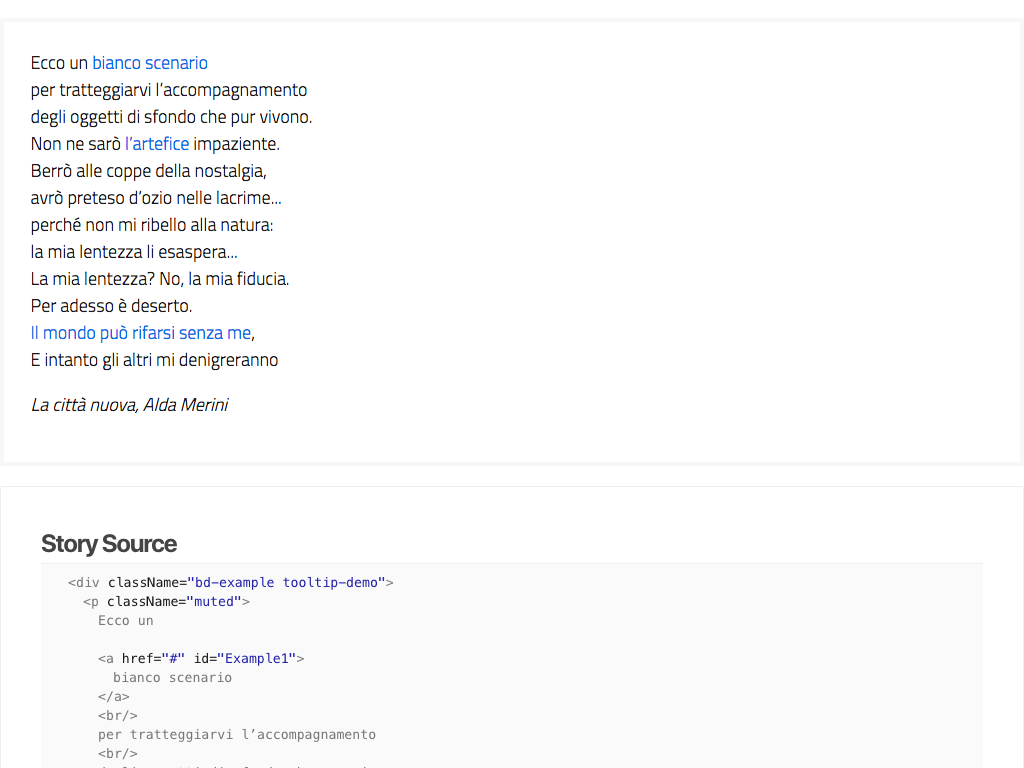 Ecco un bianco scenario
per tratteggiarvi l’accompagnamento
degli oggetti di sfondo che pur vivono.
Non ne sarò l’artefice impaziente.
Berrò alle coppe della nostalgia,
avrò preteso d’ozio nelle lacrime...
perché non mi ribello alla natura:
la mia lentezza li esaspera...
La mia lentezza? No, la mia fiducia.
Per adesso è deserto.
Il mondo può rifarsi senza me,
E intanto gli altri mi denigreranno
La città nuova, Alda Merini
Story Source
<div className="bd-example tooltip-demo">
<p className="muted">
Ecco un
<a href="#" id="Example1">
bianco scenario
</a>
<br/>
per tratteggiarvi l’accompagnamento
<br/>